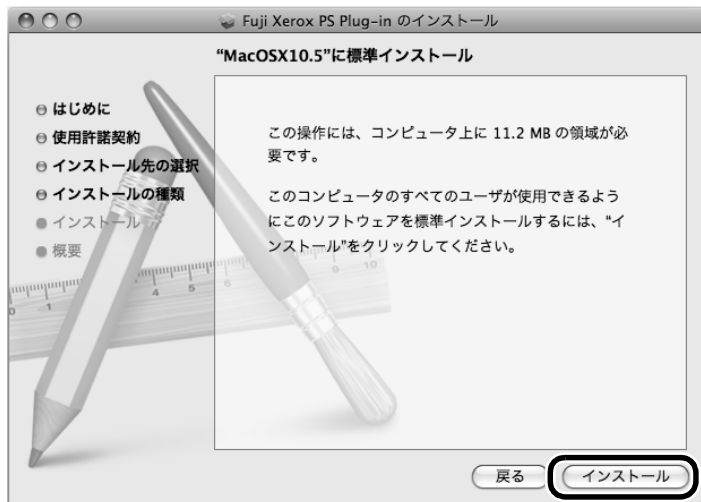 Fuji Xerox PS Plug-in のインストール
“MacOSX10.5”に標準インストール
はじめに
使用許諾契約
インストール先の選択
インストールの種類
インストール
概要
この操作には、コンピュータ上に 11.2 MB の領域が必
要です。
このコンピュータのすべてのユーザが使用できるよう
にこのソフトウェアを標準インストールするには、“イ
ンストール”をクリックしてください。
0 1 4 5 6 9 10
戻る
インストール